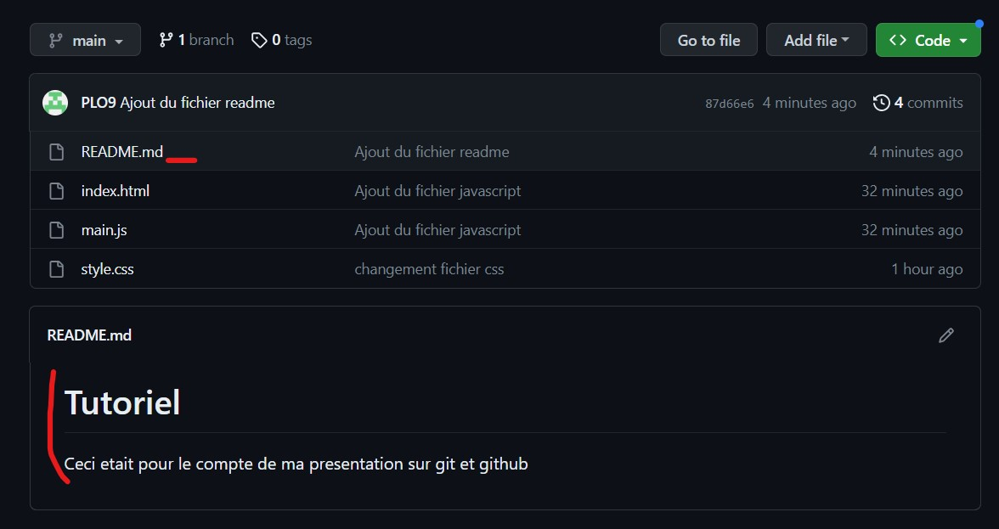 main 1 branch 0 tags Go to file Add file Code
PLO9 Ajout du fichier readme 87d66e6 4 minutes ago 4 commits
README.md Ajout du fichier readme 4 minutes ago
index.html Ajout du fichier javascript 32 minutes ago
main.js Ajout du fichier javascript 32 minutes ago
style.css changement fichier css 1 hour ago
README.md
Tutoriel
Ceci etait pour le compte de ma presentation sur git et github